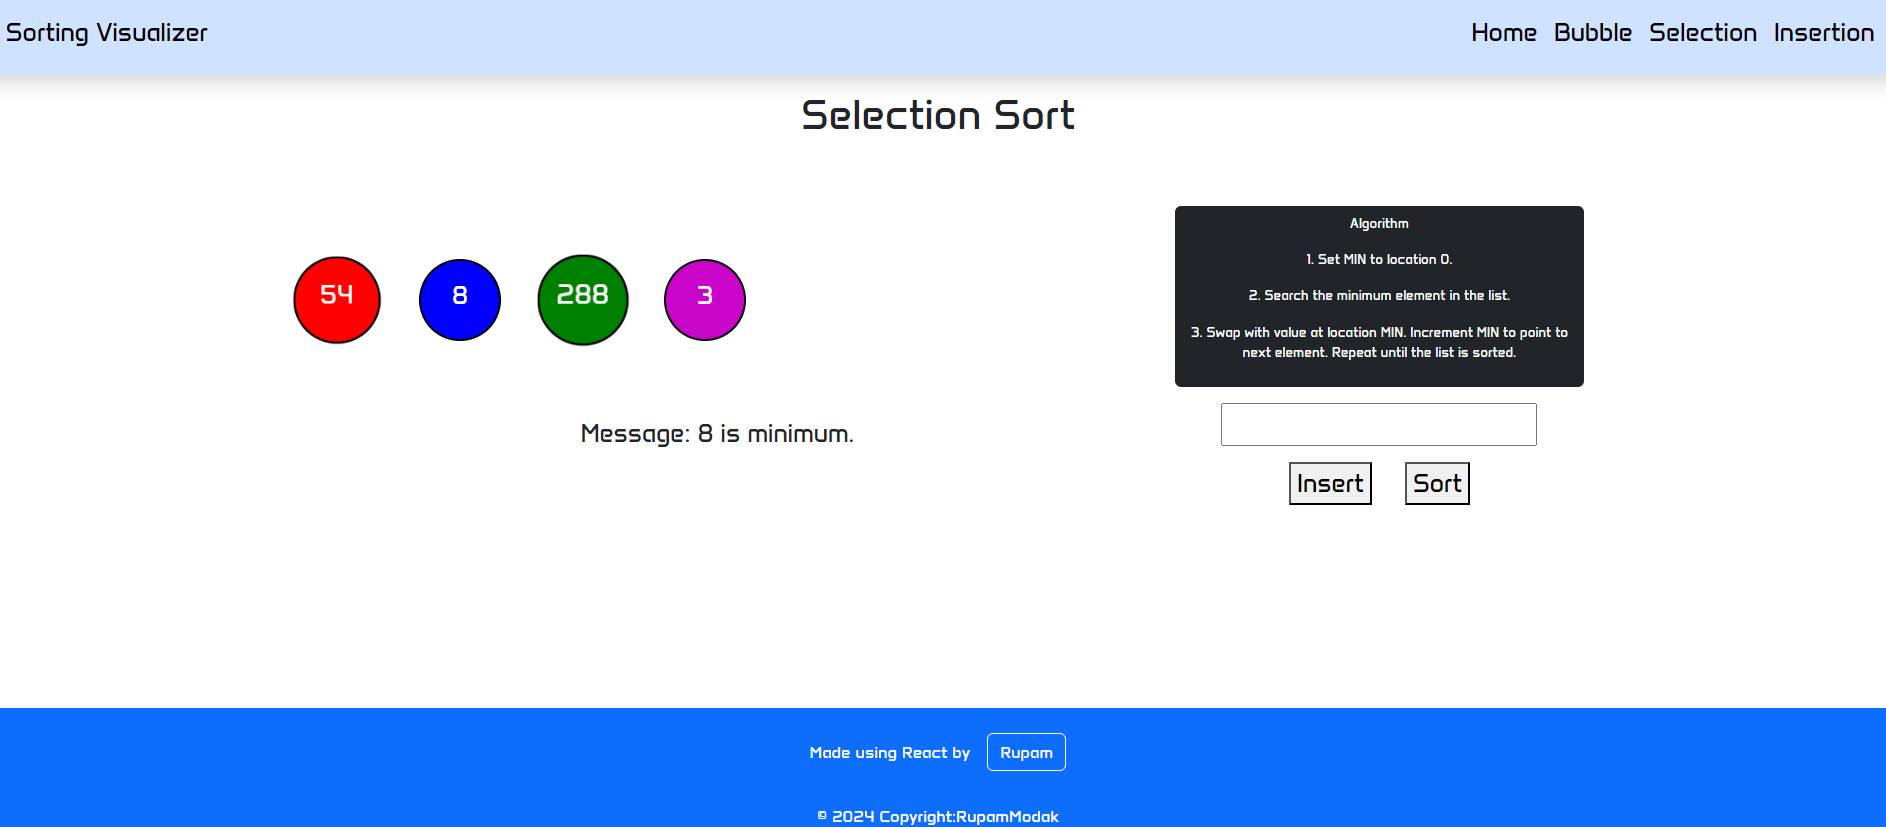 Sorting Visualizer
Home Bubble Selection Insertion
Selection Sort
54 8 288 3
Message: 8 is minimum.
Algorithm
1. Set MIN to location 0.
2. Search the minimum element in the list.
3. Swap with value at location MIN. Increment MIN to point to
next element. Repeat until the list is sorted.
Insert Sort
Made using React by Rupam
© 2024 Copyright:RupamModak